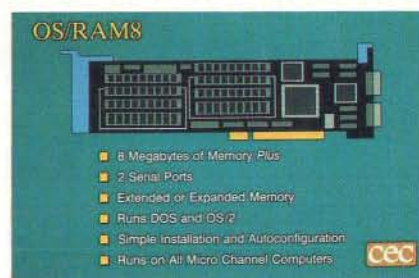 OS/RAM8
8 Megabytes of Memory Plus
2 Serial Ports
Extended or Expanded Memory
Runs DOS and OS/2
Simple Installation and Autoconfiguration
Runs on All Micro Channel Computers
cec